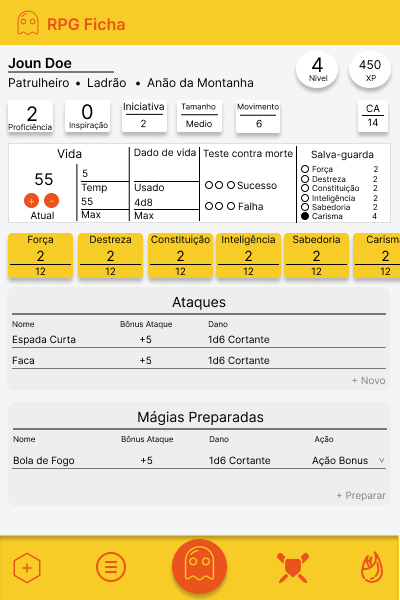 RPG Ficha
Joun Doe
Patrulheiro • Ladrão • Anão da Montanha
4
Nivel
450
XP
2
Proficiência
0
Inspiração
Iniciativa
2
Tamanho
Medio
Movimento
6
CA
14
Vida
55
+ -
Atual
5
Temp
55
Max
Dado de vida
Usado
4d8
Max
Teste contra morte
Sucesso
Falha
Salva-guarda
Força 2
Destreza 2
Constituição 2
Inteligência 2
Sabedoria 2
Carisma 4
Força
2
12
Destreza
2
12
Constituição
2
12
Inteligência
2
12
Sabedoria
2
12
Carisma
2
12
Ataques
Nome Bônus Ataque Dano
Espada Curta +5 1d6 Cortante
Faca +5 1d6 Cortante
+ Novo
Mágias Preparadas
Nome Bônus Ataque Dano Ação
Bola de Fogo +5 1d6 Cortante Ação Bonus v
+ Preparar